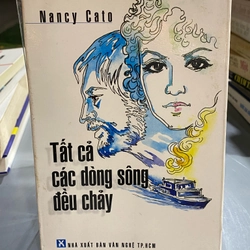 Nancy Cato
Tất cả
các dòng sông
đều chảy
NHÀ XUẤT BẢN VĂN NGHỆ TP.HCM